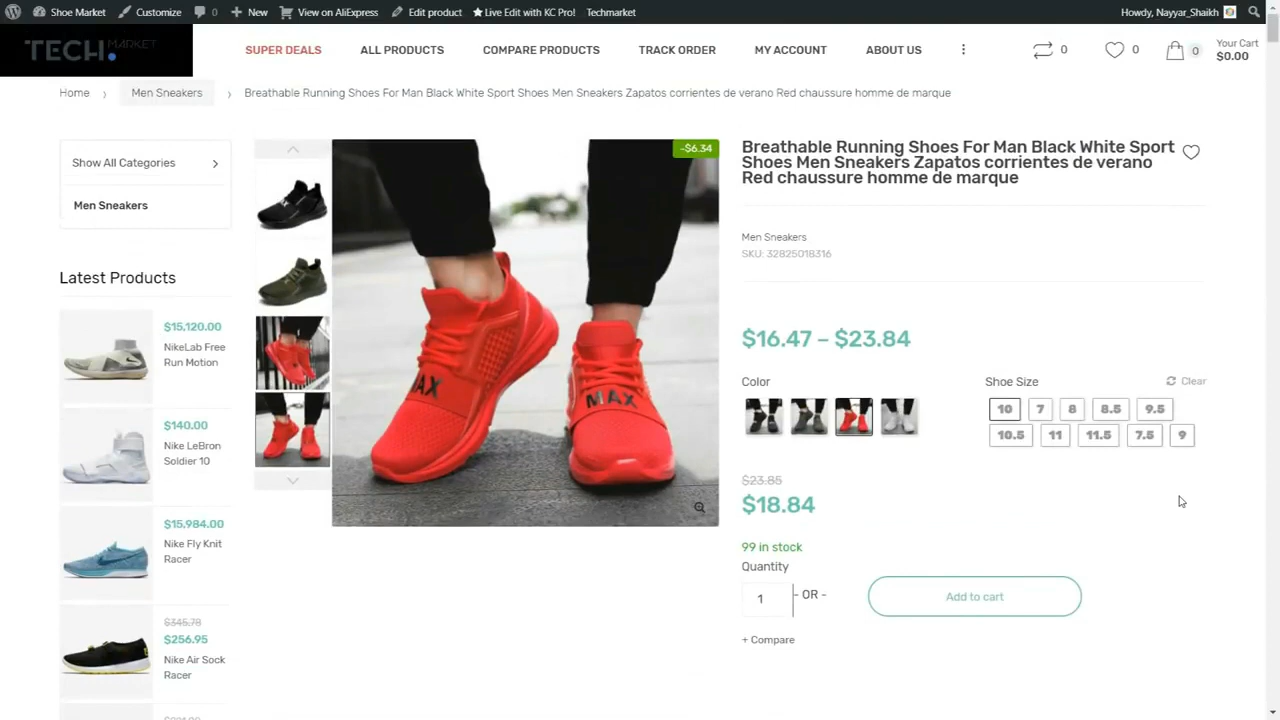 Shoe Market
Customize
0
New
View on AliExpress
Edit product
Live Edit with KC Pro!
Techmarket
Howdy, Nayyar_Shaikh
TECH MARKET
SUPER DEALS
ALL PRODUCTS
COMPARE PRODUCTS
TRACK ORDER
MY ACCOUNT
ABOUT US
0
0
0
Your Cart
$0.00
Home
Men Sneakers
Breathable Running Shoes For Man Black White Sport Shoes Men Sneakers Zapatos corrientes de verano Red chaussure homme de marque
Show All Categories
Men Sneakers
Latest Products
$15,120.00
NikeLab Free
Run Motion
$140.00
Nike LeBron
Soldier 10
$15,984.00
Nike Fly Knit
Racer
$345.78
$256.95
Nike Air Sock
Racer
-$6.34
MAX
MAX
Breathable Running Shoes For Man Black White Sport
Shoes Men Sneakers Zapatos corrientes de verano
Red chaussure homme de marque
Men Sneakers
SKU: 32825018316
$16.47 – $23.84
Color
Shoe Size
Clear
10 7 8 8.5 9.5
10.5 11 11.5 7.5 9
$23.85
$18.84
99 in stock
Quantity
1
- OR -
Add to cart
+ Compare